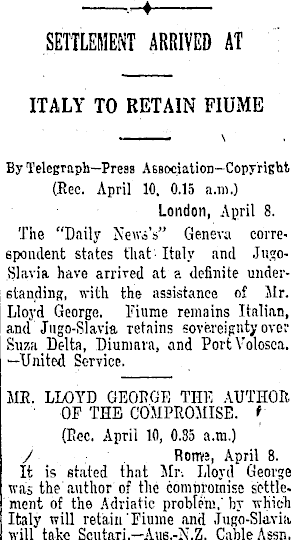 SETTLEMENT ARRIVED AT
ITALY TO RETAIN FIUME
By Telegraph—Press Association—Copyright
(Rec. April 10, 0.15 a.m.)
London, April 8.
The "Daily News's" Geneva corre-
spondent states that Italy and Jugo-
Slavia have arrived at a definite under-
standing, with the assistance of Mr.
Lloyd George. Fiume remains Italian,
and Jugo-Slavia retains sovereignty over
Suza Delta, Diumara, and Port Volosca.
—United Service.
MR. LLOYD GEORGE THE AUTHOR
OF THE COMPROMISE.
(Rec. April 10, 0.35 a.m.)
Rome, April 8.
It is stated that Mr. Lloyd George
was the author of the compromise settle-
ment of the Adriatic problem, by which
Italy will retain Fiume and Jugo-Slavia
will take Scutari.—Aus.-N.Z. Cable Assn.